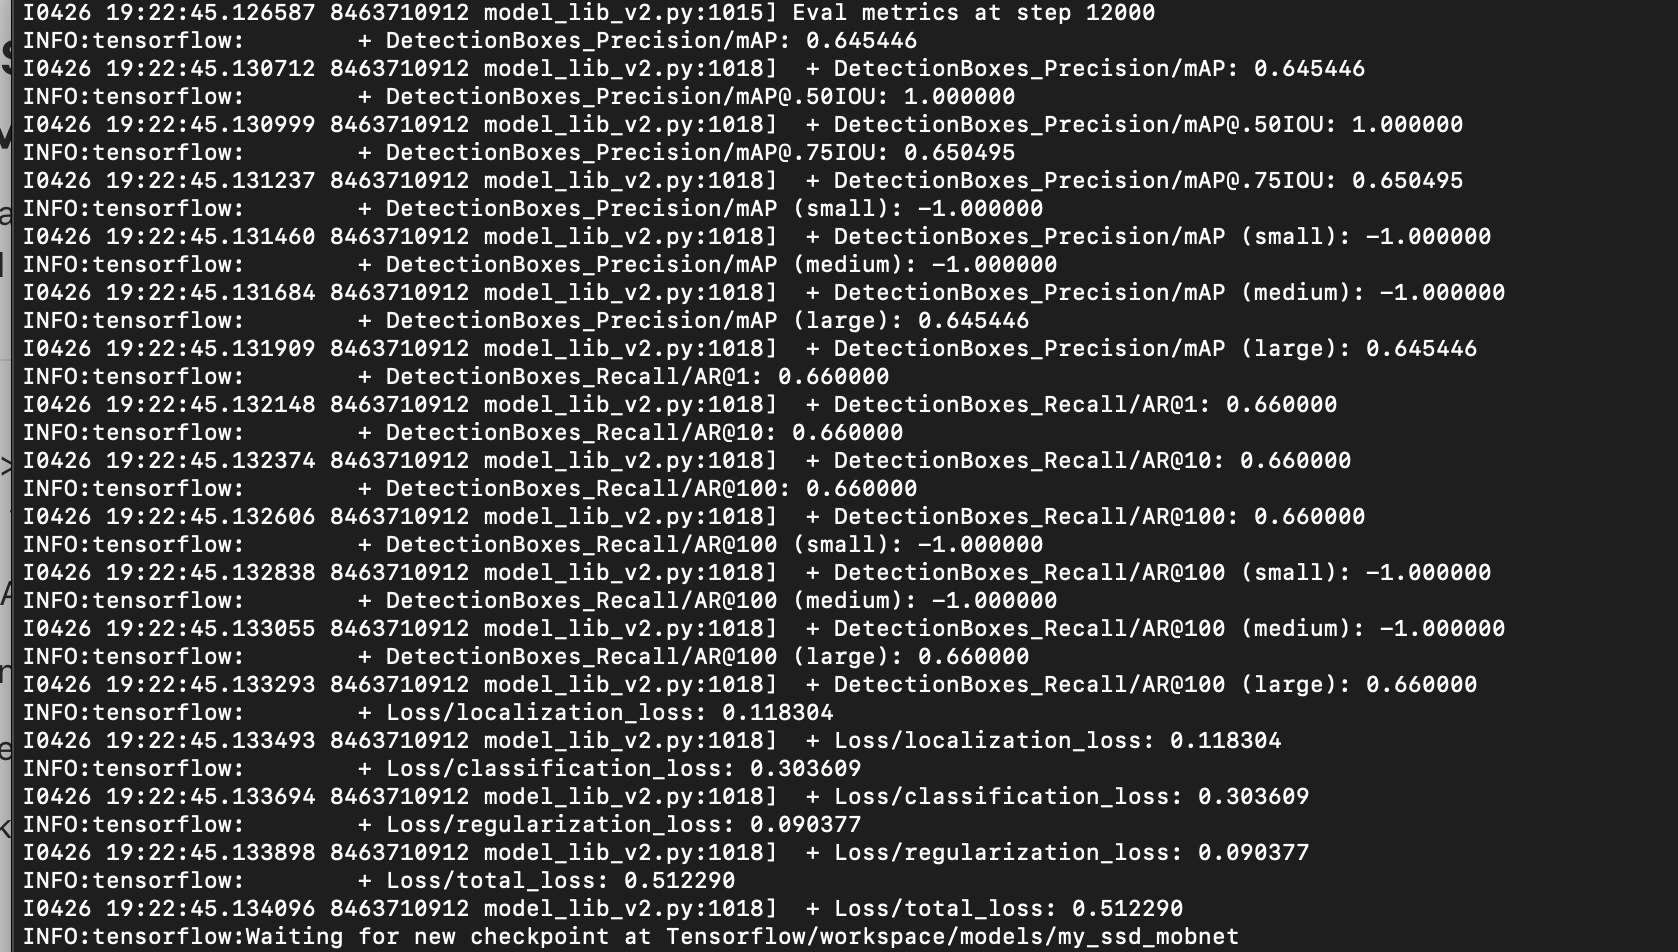 I0426 19:22:45.126587 8463710912 model_lib_v2.py:1015] Eval metrics at step 12000
INFO:tensorflow:        + DetectionBoxes_Precision/mAP: 0.645446
I0426 19:22:45.130712 8463710912 model_lib_v2.py:1018]  + DetectionBoxes_Precision/mAP: 0.645446
INFO:tensorflow:        + DetectionBoxes_Precision/mAP@.50IOU: 1.000000
I0426 19:22:45.130999 8463710912 model_lib_v2.py:1018]  + DetectionBoxes_Precision/mAP@.50IOU: 1.000000
INFO:tensorflow:        + DetectionBoxes_Precision/mAP@.75IOU: 0.650495
I0426 19:22:45.131237 8463710912 model_lib_v2.py:1018]  + DetectionBoxes_Precision/mAP@.75IOU: 0.650495
INFO:tensorflow:        + DetectionBoxes_Precision/mAP (small): -1.000000
I0426 19:22:45.131460 8463710912 model_lib_v2.py:1018]  + DetectionBoxes_Precision/mAP (small): -1.000000
INFO:tensorflow:        + DetectionBoxes_Precision/mAP (medium): -1.000000
I0426 19:22:45.131684 8463710912 model_lib_v2.py:1018]  + DetectionBoxes_Precision/mAP (medium): -1.000000
INFO:tensorflow:        + DetectionBoxes_Precision/mAP (large): 0.645446
I0426 19:22:45.131909 8463710912 model_lib_v2.py:1018]  + DetectionBoxes_Precision/mAP (large): 0.645446
INFO:tensorflow:        + DetectionBoxes_Recall/AR@1: 0.660000
I0426 19:22:45.132148 8463710912 model_lib_v2.py:1018]  + DetectionBoxes_Recall/AR@1: 0.660000
INFO:tensorflow:        + DetectionBoxes_Recall/AR@10: 0.660000
I0426 19:22:45.132374 8463710912 model_lib_v2.py:1018]  + DetectionBoxes_Recall/AR@10: 0.660000
INFO:tensorflow:        + DetectionBoxes_Recall/AR@100: 0.660000
I0426 19:22:45.132606 8463710912 model_lib_v2.py:1018]  + DetectionBoxes_Recall/AR@100: 0.660000
INFO:tensorflow:        + DetectionBoxes_Recall/AR@100 (small): -1.000000
I0426 19:22:45.132838 8463710912 model_lib_v2.py:1018]  + DetectionBoxes_Recall/AR@100 (small): -1.000000
INFO:tensorflow:        + DetectionBoxes_Recall/AR@100 (medium): -1.000000
I0426 19:22:45.133055 8463710912 model_lib_v2.py:1018]  + DetectionBoxes_Recall/AR@100 (medium): -1.000000
INFO:tensorflow:        + DetectionBoxes_Recall/AR@100 (large): 0.660000
I0426 19:22:45.133293 8463710912 model_lib_v2.py:1018]  + DetectionBoxes_Recall/AR@100 (large): 0.660000
INFO:tensorflow:        + Loss/localization_loss: 0.118304
I0426 19:22:45.133493 8463710912 model_lib_v2.py:1018]  + Loss/localization_loss: 0.118304
INFO:tensorflow:        + Loss/classification_loss: 0.303609
I0426 19:22:45.133694 8463710912 model_lib_v2.py:1018]  + Loss/classification_loss: 0.303609
INFO:tensorflow:        + Loss/regularization_loss: 0.090377
I0426 19:22:45.133898 8463710912 model_lib_v2.py:1018]  + Loss/regularization_loss: 0.090377
INFO:tensorflow:        + Loss/total_loss: 0.512290
I0426 19:22:45.134096 8463710912 model_lib_v2.py:1018]  + Loss/total_loss: 0.512290
INFO:tensorflow:Waiting for new checkpoint at Tensorflow/workspace/models/my_ssd_mobnet